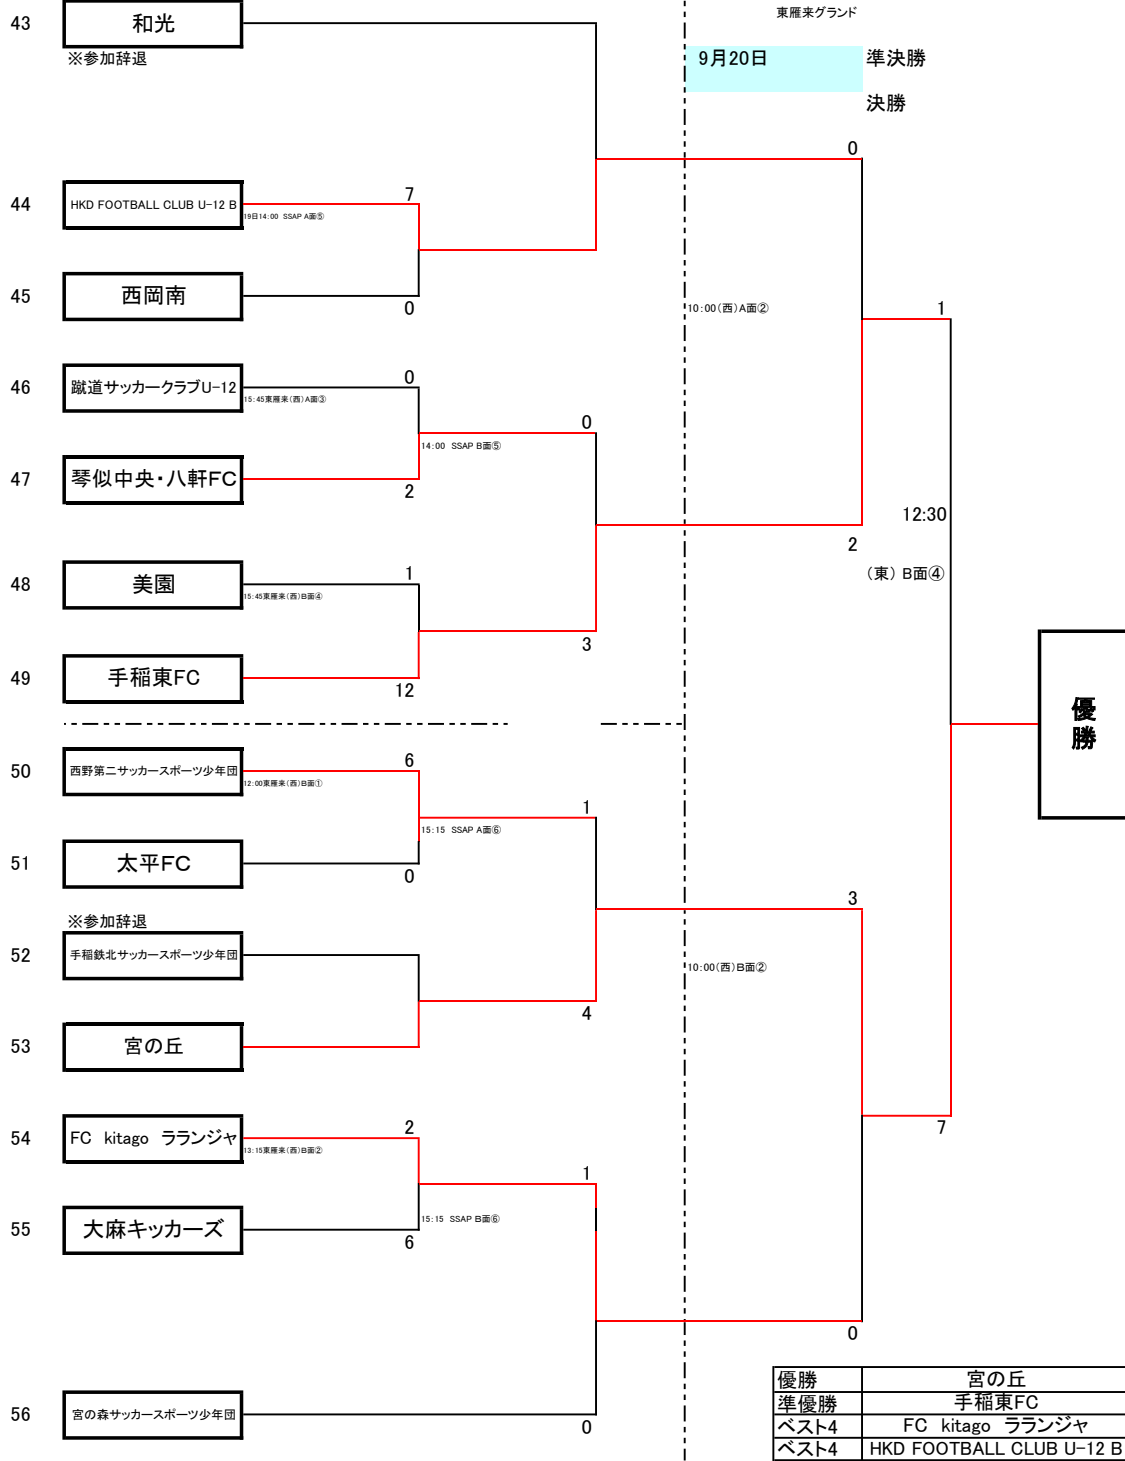 東雁来グランド
43 和光
※参加辞退
9月20日 準決勝
決勝
0
44 HKD FOOTBALL CLUB U-12 B 7
19日14:00 SSAP A面⑤
45 西岡南
0
10:00(西)A面②
1
46 蹴道サッカークラブU-12 0
15:45東雁来(西)A面③
0
14:00 SSAP B面⑤
47 琴似中央・八軒FC
2
12:30
2
(東)B面④
48 美園 1
15:45東雁来(西)B面④
3
49 手稲東FC
12
優勝
50 西野第二サッカースポーツ少年団 6
12:00東雁来(西)B面①
1
15:15 SSAP A面⑥
51 太平FC
0
3
※参加辞退
52 手稲鉄北サッカースポーツ少年団
10:00(西)B面②
4
53 宮の丘
54 FC kitago ラランジャ 2
13:15東雁来(西)B面②
7
1
15:15 SSAP B面⑥
55 大麻キッカーズ
6
0
56 宮の森サッカースポーツ少年団
0
優勝 宮の丘
準優勝 手稲東FC
ベスト4 FC kitago ラランジャ
ベスト4 HKD FOOTBALL CLUB U-12 B